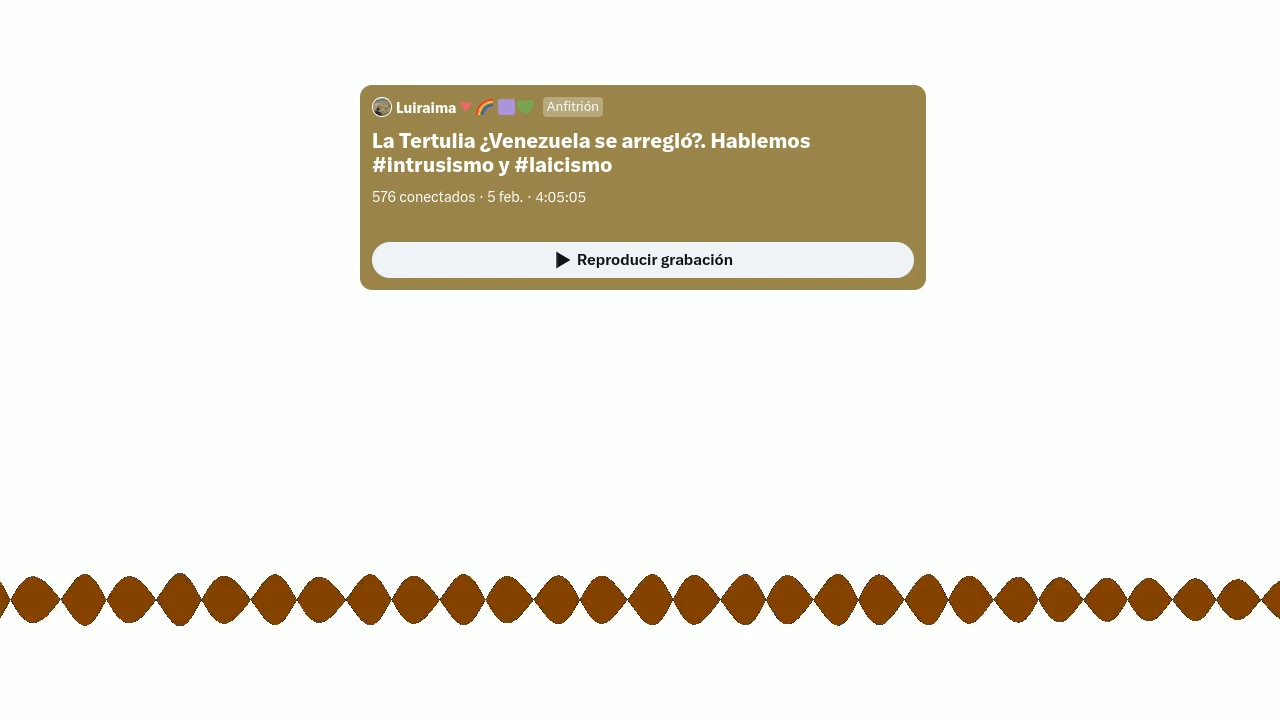 Luiraima🔻🌈🟪💚 Anfitrión
La Tertulia ¿Venezuela se arregló?. Hablemos
#intrusismo y #laicismo
576 conectados · 5 feb. · 4:05:05
Reproducir grabación